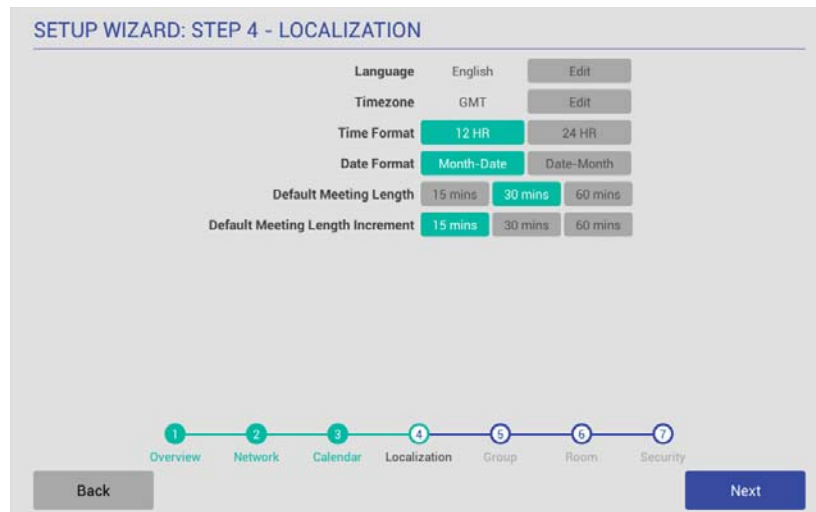 SETUP WIZARD: STEP 4 - LOCALIZATION
Language English Edit
Timezone GMT Edit
Time Format 12 HR 24 HR
Date Format Month-Date Date-Month
Default Meeting Length 15 mins 30 mins 60 mins
Default Meeting Length Increment 15 mins 30 mins 60 mins
1 2 3 4 5 6 7
Overview Network Calendar Localization Group Room Security
Back Next